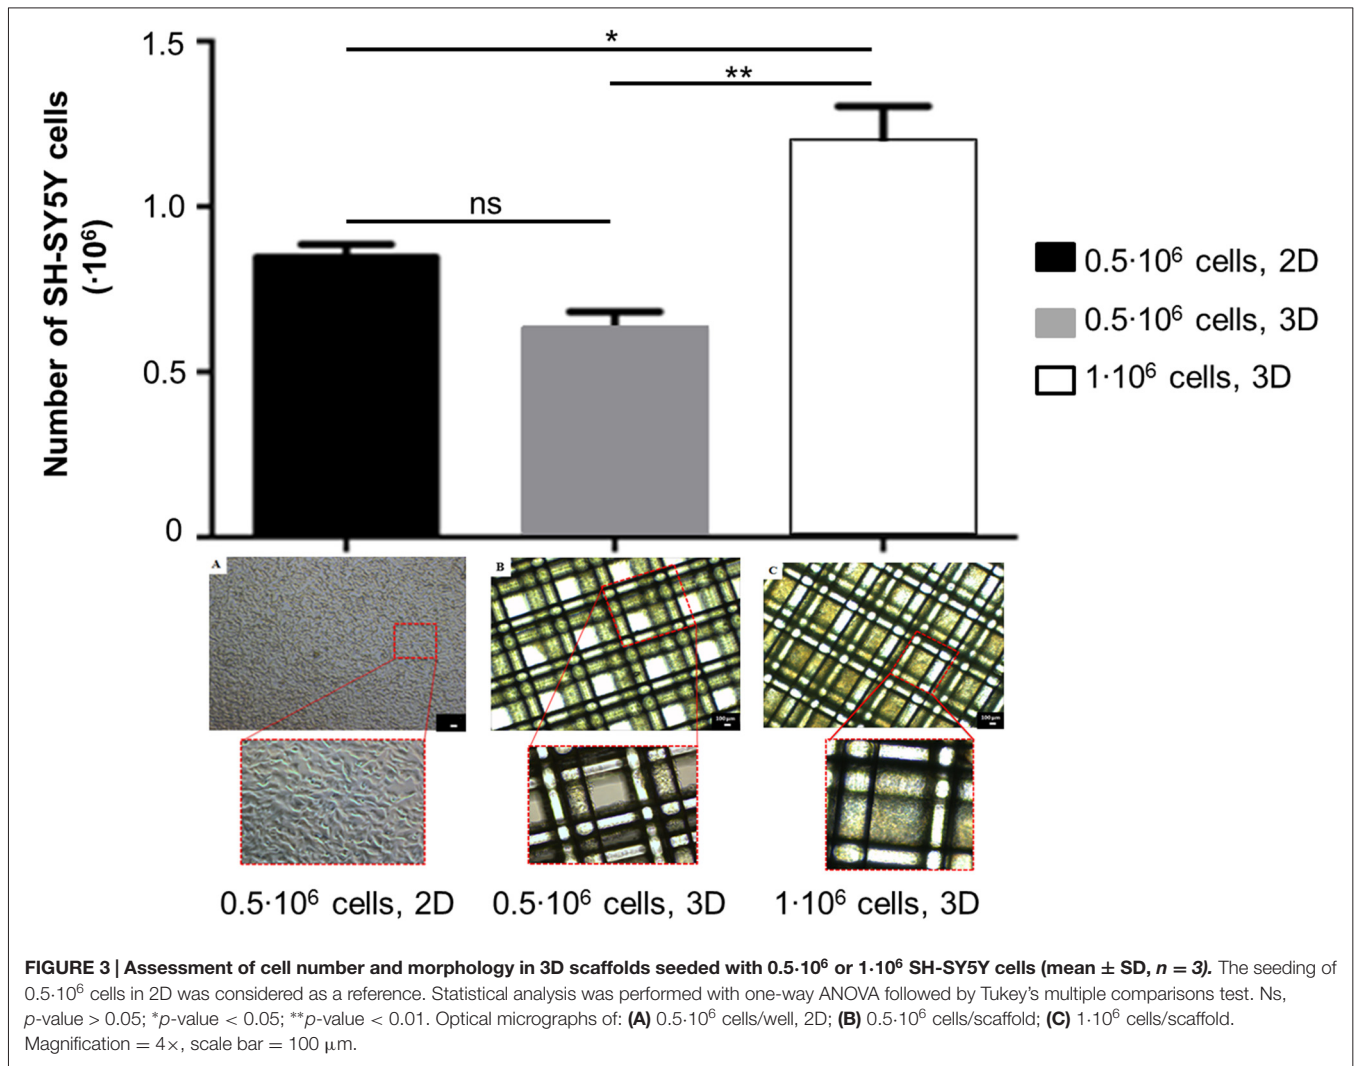 1.5
*
**
Number of SH-SY5Y cells
(·10⁶)
1.0
ns
0.5
0
0.5·10⁶ cells, 2D
0.5·10⁶ cells, 3D
1·10⁶ cells, 3D
A
B
C
100 µm
100 µm
0.5·10⁶ cells, 2D
0.5·10⁶ cells, 3D
1·10⁶ cells, 3D
FIGURE 3 | Assessment of cell number and morphology in 3D scaffolds seeded with 0.5·10⁶ or 1·10⁶ SH-SY5Y cells (mean ± SD, n = 3). The seeding of
0.5·10⁶ cells in 2D was considered as a reference. Statistical analysis was performed with one-way ANOVA followed by Tukey's multiple comparisons test. Ns,
p-value > 0.05; *p-value < 0.05; **p-value < 0.01. Optical micrographs of: (A) 0.5·10⁶ cells/well, 2D; (B) 0.5·10⁶ cells/scaffold; (C) 1·10⁶ cells/scaffold.
Magnification = 4×, scale bar = 100 µm.